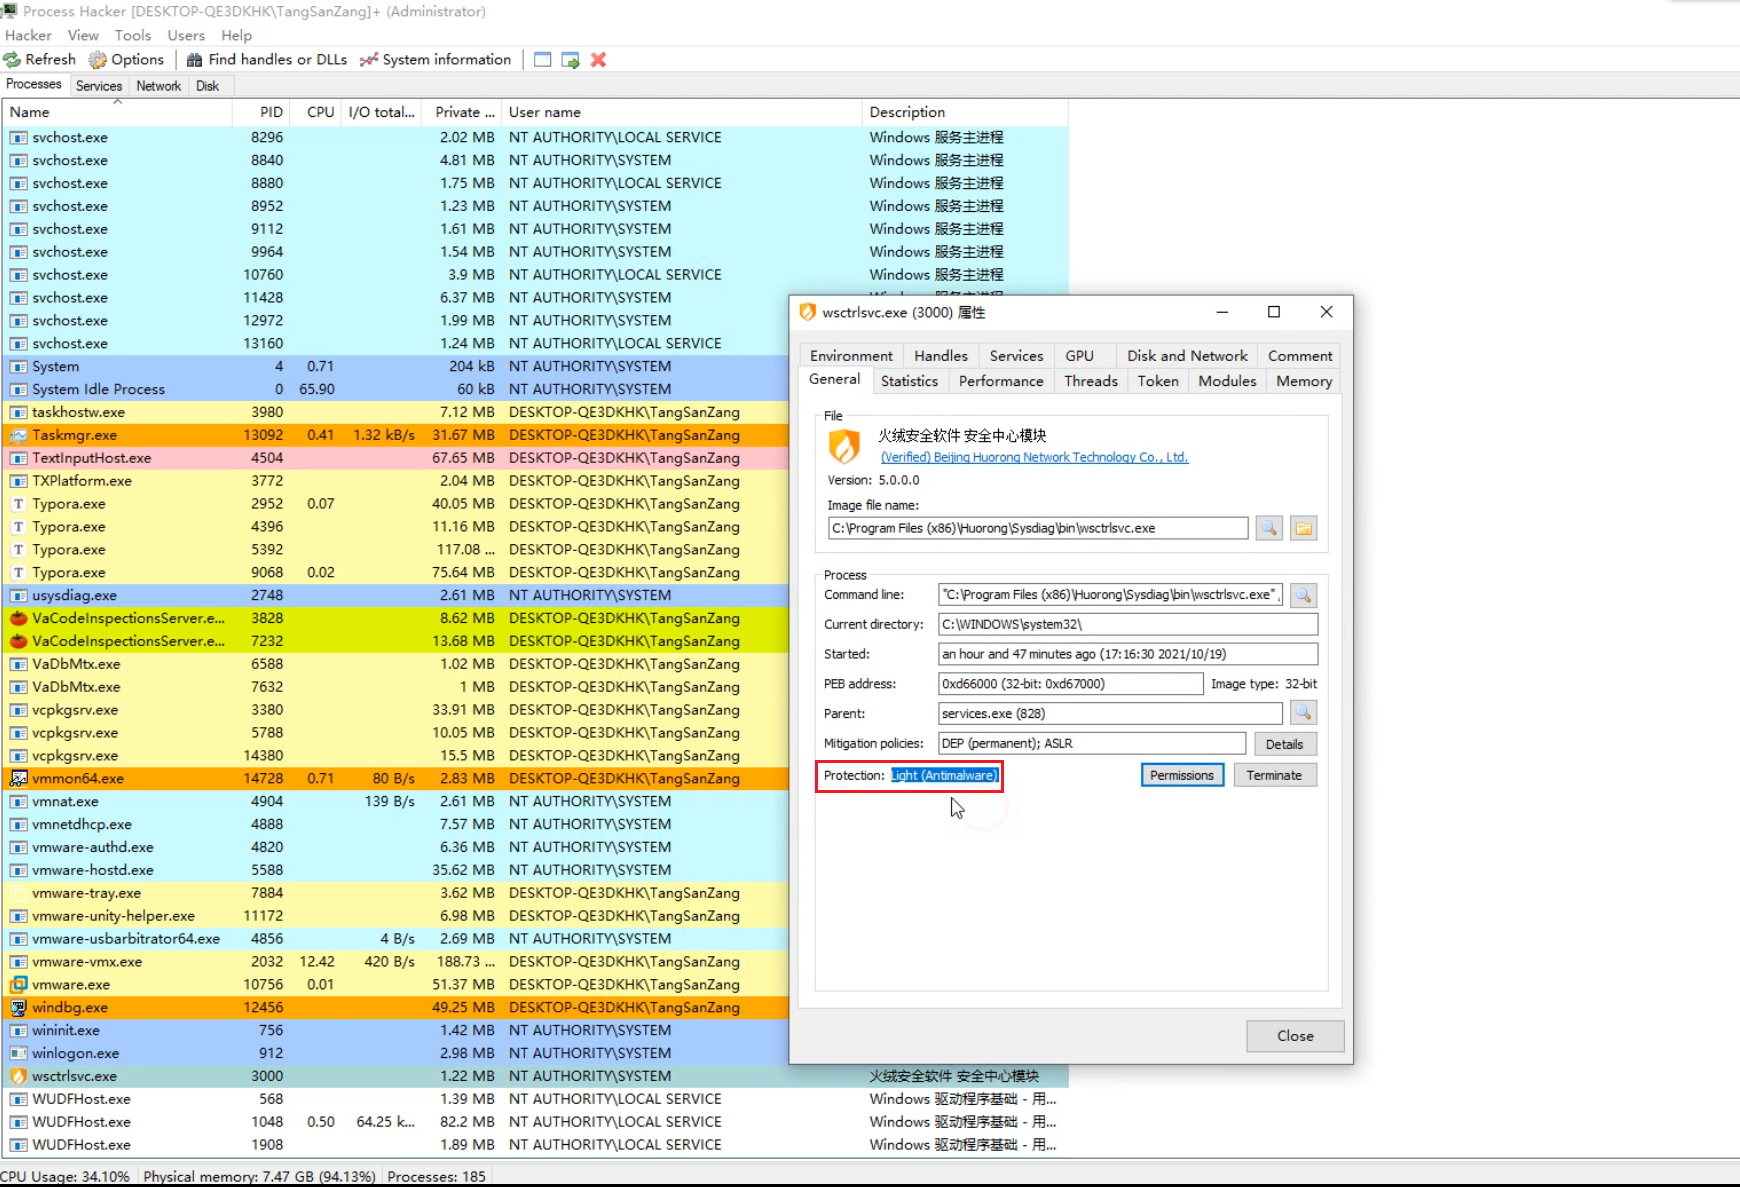 Process Hacker [DESKTOP-QE3DKHK\TangSanZang]+ (Administrator)
Hacker View Tools Users Help
Refresh Options Find handles or DLLs System information
Processes Services Network Disk
Name PID CPU I/O total... Private ... User name Description
svchost.exe 8296 2.02 MB NT AUTHORITY\LOCAL SERVICE Windows 服务主进程
svchost.exe 8840 4.81 MB NT AUTHORITY\SYSTEM Windows 服务主进程
svchost.exe 8880 1.75 MB NT AUTHORITY\LOCAL SERVICE Windows 服务主进程
svchost.exe 8952 1.23 MB NT AUTHORITY\SYSTEM Windows 服务主进程
svchost.exe 9112 1.61 MB NT AUTHORITY\SYSTEM Windows 服务主进程
svchost.exe 9964 1.54 MB NT AUTHORITY\SYSTEM Windows 服务主进程
svchost.exe 10760 3.9 MB NT AUTHORITY\LOCAL SERVICE Windows 服务主进程
svchost.exe 11428 6.37 MB NT AUTHORITY\SYSTEM
svchost.exe 12972 1.99 MB NT AUTHORITY\SYSTEM
svchost.exe 13160 1.24 MB NT AUTHORITY\LOCAL SERVICE
System 4 0.71 204 kB NT AUTHORITY\SYSTEM
System Idle Process 0 65.90 60 kB NT AUTHORITY\SYSTEM
taskhostw.exe 3980 7.12 MB DESKTOP-QE3DKHK\TangSanZang
Taskmgr.exe 13092 0.41 1.32 kB/s 31.67 MB DESKTOP-QE3DKHK\TangSanZang
TextInputHost.exe 4504 67.65 MB DESKTOP-QE3DKHK\TangSanZang
TXPlatform.exe 3772 2.04 MB DESKTOP-QE3DKHK\TangSanZang
Typora.exe 2952 0.07 40.05 MB DESKTOP-QE3DKHK\TangSanZang
Typora.exe 4396 11.16 MB DESKTOP-QE3DKHK\TangSanZang
Typora.exe 5392 117.08 ... DESKTOP-QE3DKHK\TangSanZang
Typora.exe 9068 0.02 75.64 MB DESKTOP-QE3DKHK\TangSanZang
usysdiag.exe 2748 2.61 MB NT AUTHORITY\SYSTEM
VaCodeInspectionsServer.e... 3828 8.62 MB DESKTOP-QE3DKHK\TangSanZang
VaCodeInspectionsServer.e... 7232 13.68 MB DESKTOP-QE3DKHK\TangSanZang
VaDbMtx.exe 6588 1.02 MB DESKTOP-QE3DKHK\TangSanZang
VaDbMtx.exe 7632 1 MB DESKTOP-QE3DKHK\TangSanZang
vcpkgsrv.exe 3380 33.91 MB DESKTOP-QE3DKHK\TangSanZang
vcpkgsrv.exe 5788 10.05 MB DESKTOP-QE3DKHK\TangSanZang
vcpkgsrv.exe 14380 15.5 MB DESKTOP-QE3DKHK\TangSanZang
vmmon64.exe 14728 0.71 80 B/s 2.83 MB DESKTOP-QE3DKHK\TangSanZang
vmnat.exe 4904 139 B/s 2.61 MB NT AUTHORITY\SYSTEM
vmnetdhcp.exe 4888 7.57 MB NT AUTHORITY\SYSTEM
vmware-authd.exe 4820 6.36 MB NT AUTHORITY\SYSTEM
vmware-hostd.exe 5588 35.62 MB NT AUTHORITY\SYSTEM
vmware-tray.exe 7884 3.62 MB DESKTOP-QE3DKHK\TangSanZang
vmware-unity-helper.exe 11172 6.98 MB DESKTOP-QE3DKHK\TangSanZang
vmware-usbarbitrator64.exe 4856 4 B/s 2.69 MB NT AUTHORITY\SYSTEM
vmware-vmx.exe 2032 12.42 420 B/s 188.73 ... DESKTOP-QE3DKHK\TangSanZang
vmware.exe 10756 0.01 51.37 MB DESKTOP-QE3DKHK\TangSanZang
windbg.exe 12456 49.25 MB DESKTOP-QE3DKHK\TangSanZang
wininit.exe 756 1.42 MB NT AUTHORITY\SYSTEM
winlogon.exe 912 2.98 MB NT AUTHORITY\SYSTEM
wsctrlsvc.exe 3000 1.22 MB NT AUTHORITY\SYSTEM 火绒安全软件 安全中心模块
WUDFHost.exe 568 1.39 MB NT AUTHORITY\LOCAL SERVICE Windows 驱动程序基础 - 用...
WUDFHost.exe 1048 0.50 64.25 k... 82.2 MB NT AUTHORITY\LOCAL SERVICE Windows 驱动程序基础 - 用...
WUDFHost.exe 1908 1.89 MB NT AUTHORITY\LOCAL SERVICE Windows 驱动程序基础 - 用...
CPU Usage: 34.10% Physical memory: 7.47 GB (94.13%) Processes: 185
wsctrlsvc.exe (3000) 属性
Environment Handles Services GPU Disk and Network Comment
General Statistics Performance Threads Token Modules Memory
File
火绒安全软件 安全中心模块
(Verified) Beijing Huorong Network Technology Co., Ltd.
Version: 5.0.0.0
Image file name:
C:\Program Files (x86)\Huorong\Sysdiag\bin\wsctrlsvc.exe
Process
Command line: "C:\Program Files (x86)\Huorong\Sysdiag\bin\wsctrlsvc.exe"
Current directory: C:\WINDOWS\system32\
Started: an hour and 47 minutes ago (17:16:30 2021/10/19)
PEB address: 0xd66000 (32-bit: 0xd67000) Image type: 32-bit
Parent: services.exe (828)
Mitigation policies: DEP (permanent); ASLR Details
Protection: Light (Antimalware) Permissions Terminate
Close